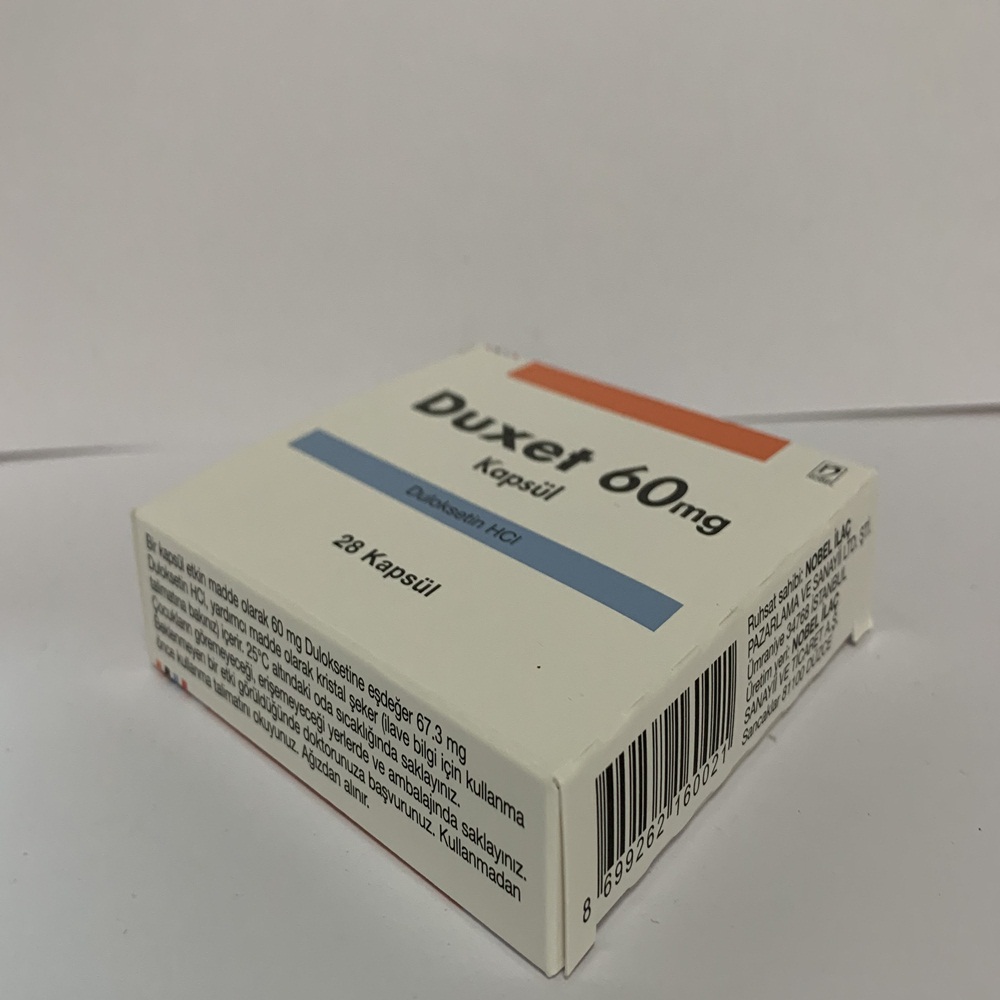 Duxet 60mg
Kapsül
Duloksetin HCl
28 Kapsül
Bir kapsül etkin madde olarak 60 mg Duloksetine eşdeğer 67,3 mg
Duloksetin HCl, yardımcı madde olarak kristal şeker (ilave bilgi için kullanma
talimatına bakınız) içerir. 25°C altındaki oda sıcaklığında saklayınız.
Çocukların göremeyeceği, erişemeyeceği yerlerde ve ambalajında saklayınız.
Beklenmeyen bir etki görüldüğünde doktorunuza başvurunuz. Kullanmadan
önce kullanma talimatını okuyunuz. Ağızdan alınır.
Ruhsat sahibi: NOBEL İLAÇ
PAZARLAMA VE SANAYİİ LTD. ŞTİ.
Ümraniye 34768 İSTANBUL
Üretim yeri: NOBEL İLAÇ
SANAYİİ VE TİCARET A.Ş.
Sancaklar 81100 DÜZCE
8 699262 160021